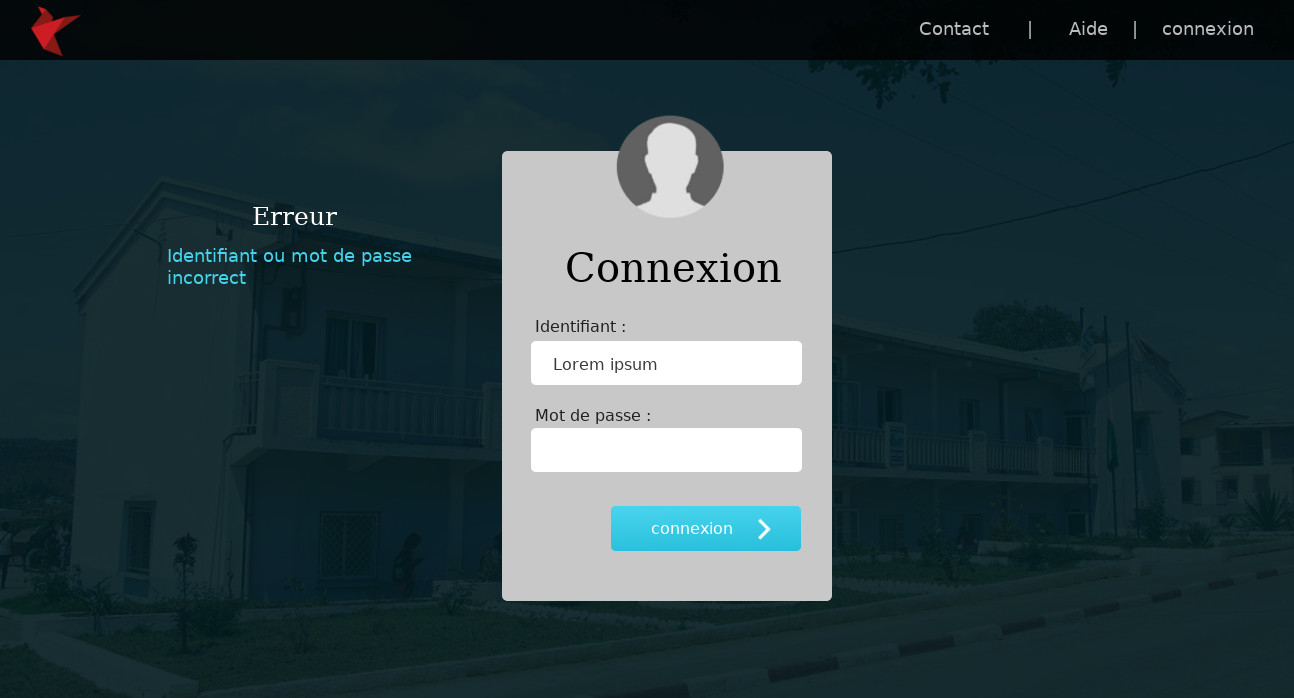 Contact | Aide | connexion
Erreur
Identifiant ou mot de passe
incorrect
Connexion
Identifiant :
Lorem ipsum
Mot de passe :
connexion